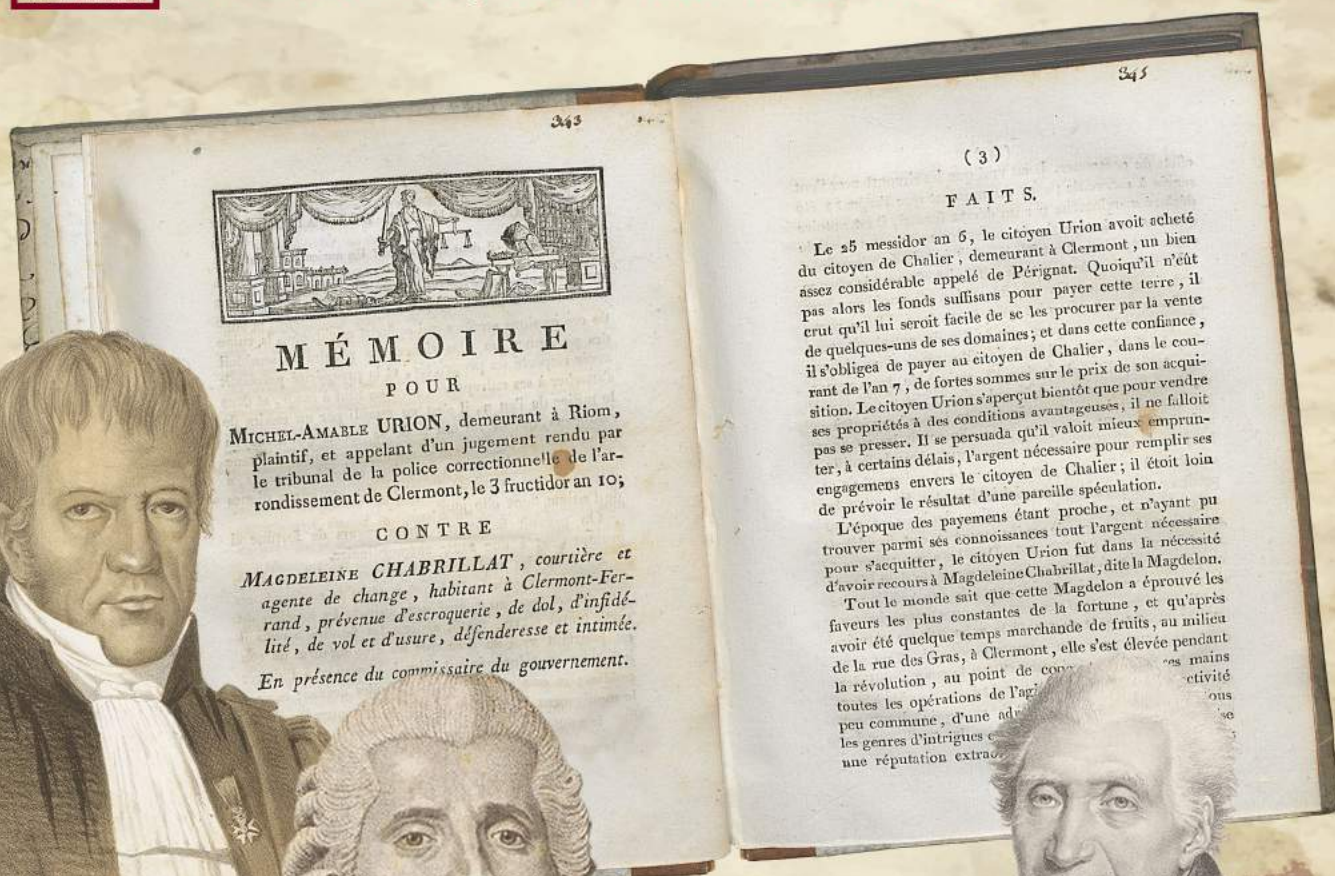 343
MÉMOIRE
POUR
MICHEL-AMABLE URION, demeurant à Riom,
plaintif, et appelant d'un jugement rendu par
le tribunal de la police correctionnelle de l'ar-
rondissement de Clermont, le 3 fructidor an 10;
CONTRE
MAGDELEINE CHABRILLAT, courtière et
agente de change, habitant à Clermont-Fer-
rand, prévenue d'escroquerie, de dol, d'infidé-
lité, de vol et d'usure, défenderesse et intimée.
En présence du commissaire du gouvernement.
345
(3)
FAITS.
Le 25 messidor an 6, le citoyen Urion avoit acheté
du citoyen de Chalier, demeurant à Clermont, un bien
assez considérable appelé de Pérignat. Quoiqu'il n'eût
pas alors les fonds suffisans pour payer cette terre, il
crut qu'il lui seroit facile de se les procurer par la vente
de quelques-uns de ses domaines; et dans cette confiance,
il s'obligea de payer au citoyen de Chalier, dans le cou-
rant de l'an 7, de fortes sommes sur le prix de son acqui-
sition. Le citoyen Urion s'aperçut bientôt que pour vendre
ses propriétés à des conditions avantageuses, il ne falloit
pas se presser. Il se persuada qu'il valoit mieux emprun-
ter, à certains délais, l'argent nécessaire pour remplir ses
engagemens envers le citoyen de Chalier; il étoit loin
de prévoir le résultat d'une pareille spéculation.
L'époque des payemens étant proche, et n'ayant pu
trouver parmi ses connoissances tout l'argent nécessaire
pour s'acquitter, le citoyen Urion fut dans la nécessité
d'avoir recours à Magdeleine Chabrillat, dite la Magdelon.
Tout le monde sait que cette Magdelon a éprouvé les
faveurs les plus constantes de la fortune, et qu'après
avoir été quelque temps marchande de fruits, au milieu
de la rue des Gras, à Clermont, elle s'est élevée pendant
la révolution, au point de mains
toutes les opérations de
peu commune, d'une
les genres d'intrigues
une réputation